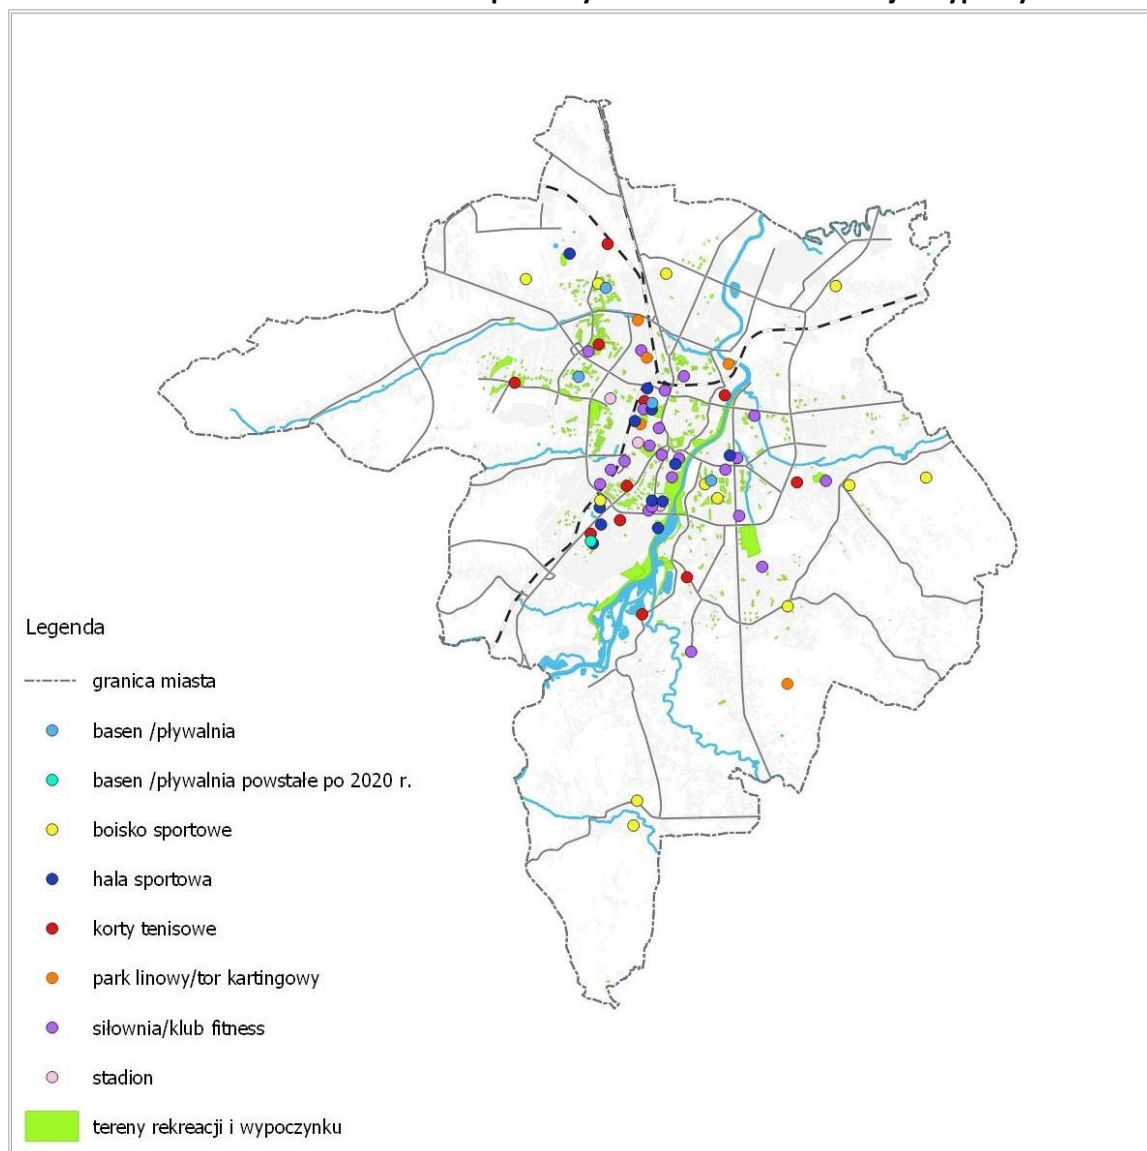 Legenda
granica miasta
basen /pływalnia
basen /pływalnia powstałe po 2020 r.
boisko sportowe
hala sportowa
korty tenisowe
park linowy/tor kartingowy
siłownia/klub fitness
stadion
tereny rekreacji i wypoczynku